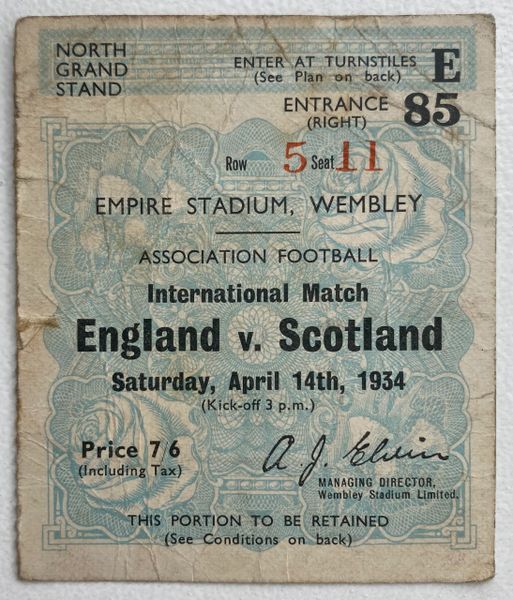 NORTH
GRAND
STAND
ENTER AT TURNSTILES E
(See Plan on back)
ENTRANCE 85
(RIGHT)
Row 5 Seat 11
EMPIRE STADIUM, WEMBLEY
ASSOCIATION FOOTBALL
International Match
England v. Scotland
Saturday, April 14th, 1934
(Kick-off 3 p.m.)
Price 7/6
(Including Tax)
A. J. Elvin
MANAGING DIRECTOR,
Wembley Stadium Limited.
THIS PORTION TO BE RETAINED
(See Conditions on back)